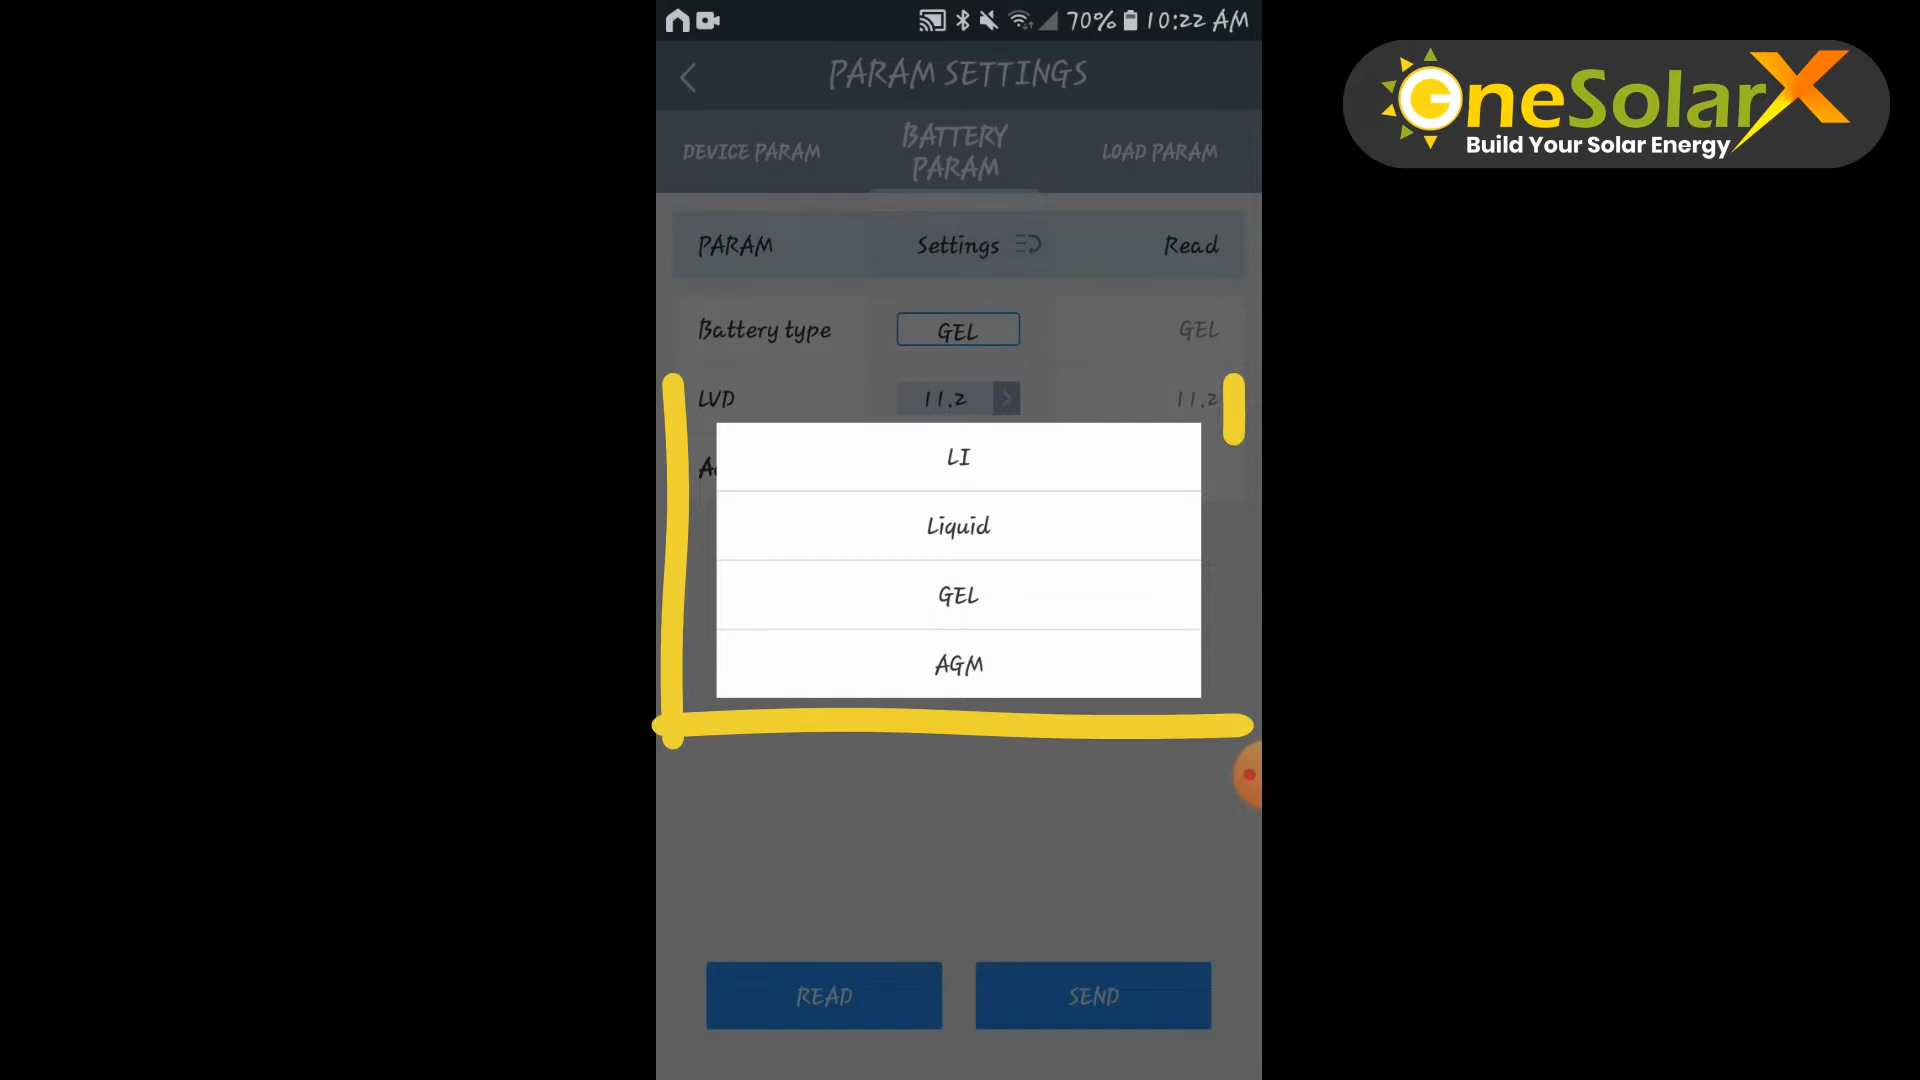 70% 10:22 AM
PARAM SETTINGS
DEVICE PARAM
BATTERY
PARAM
LOAD PARAM
PARAM Settings Read
Battery type GEL GEL
LVD 11.2 11.2
LI
Liquid
GEL
AGM
READ SEND
OneSolarX
Build Your Solar Energy